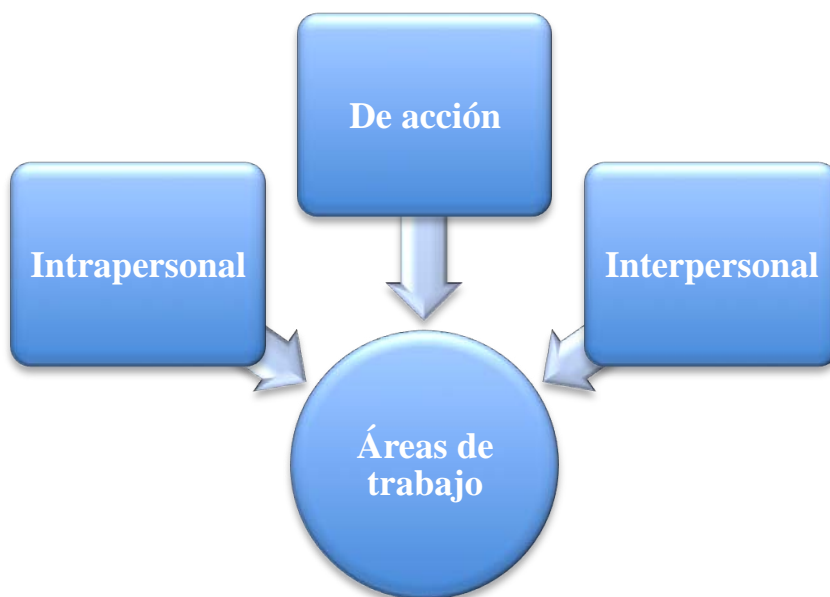 De acción
Intrapersonal
Interpersonal
Áreas de
trabajo